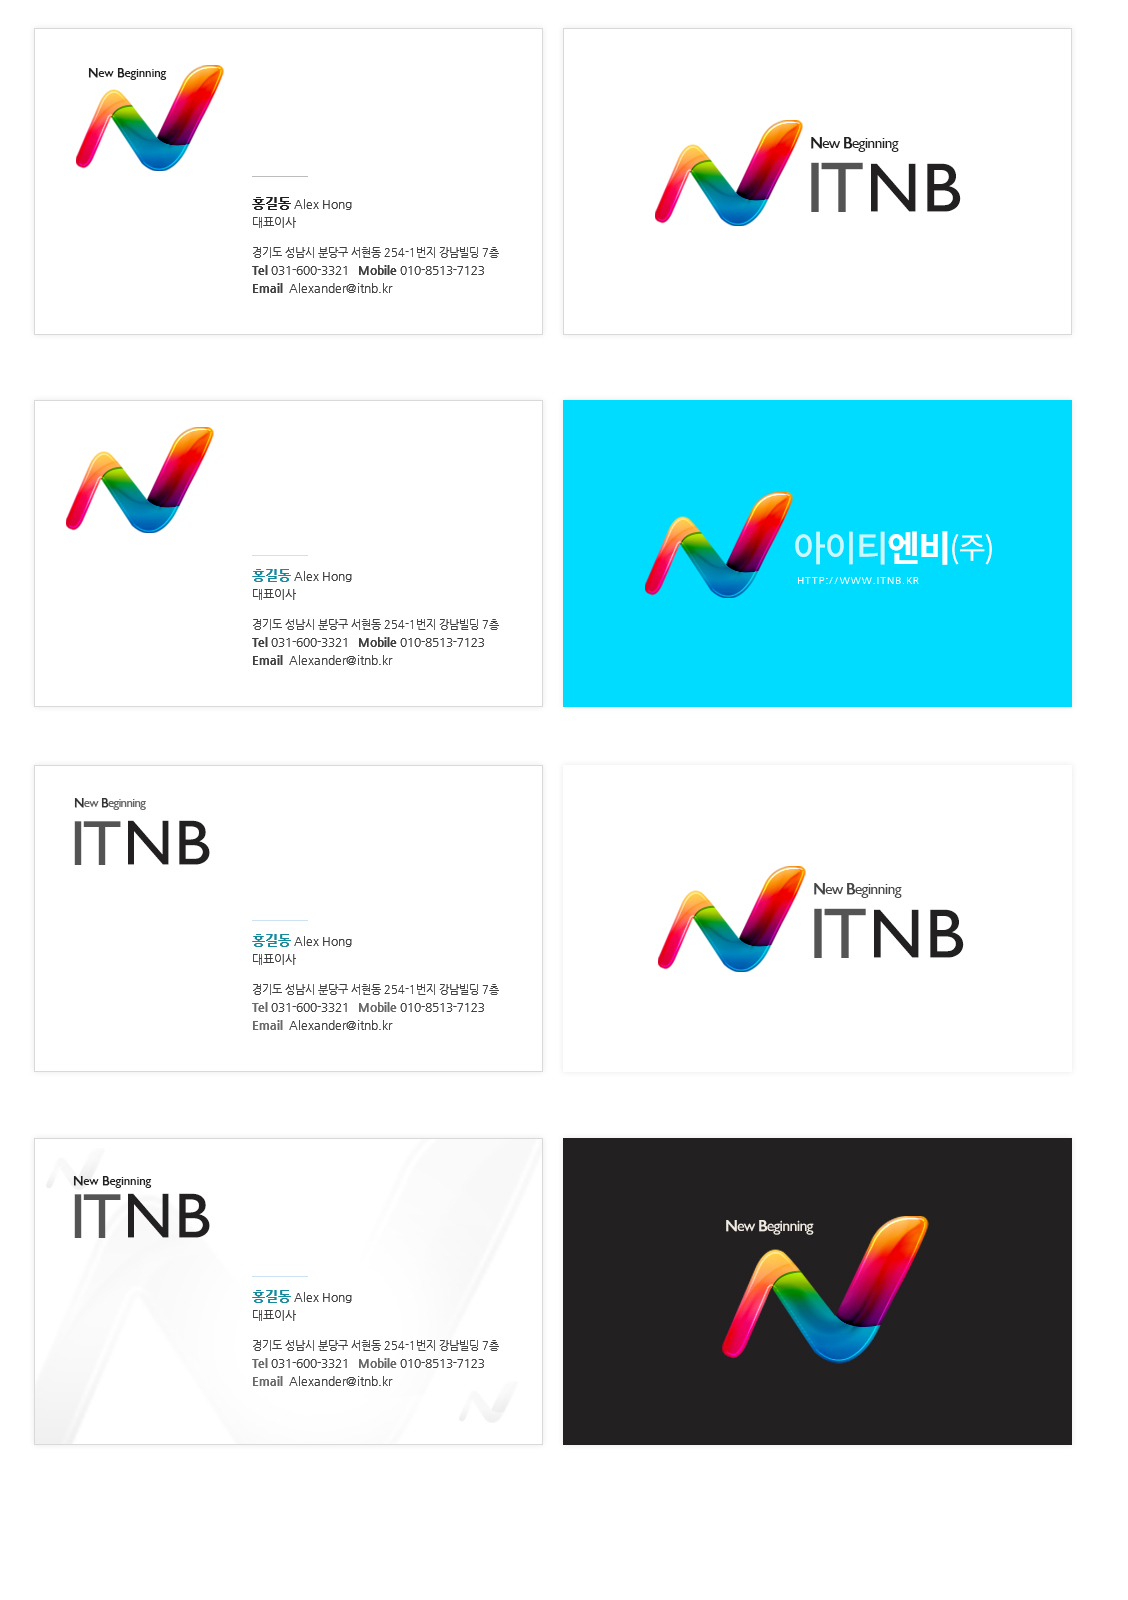 New Beginning
홍길동 Alex Hong
대표이사
경기도 성남시 분당구 서현동 254-1번지 강남빌딩 7층
Tel 031-600-3321 Mobile 010-8513-7123
Email Alexander@itnb.kr
New Beginning
ITNB
홍길동 Alex Hong
대표이사
경기도 성남시 분당구 서현동 254-1번지 강남빌딩 7층
Tel 031-600-3321 Mobile 010-8513-7123
Email Alexander@itnb.kr
아이티엔비(주)
HTTP://WWW.ITNB.KR
New Beginning
ITNB
홍길동 Alex Hong
대표이사
경기도 성남시 분당구 서현동 254-1번지 강남빌딩 7층
Tel 031-600-3321 Mobile 010-8513-7123
Email Alexander@itnb.kr
New Beginning
ITNB
New Beginning
ITNB
홍길동 Alex Hong
대표이사
경기도 성남시 분당구 서현동 254-1번지 강남빌딩 7층
Tel 031-600-3321 Mobile 010-8513-7123
Email Alexander@itnb.kr
New Beginning